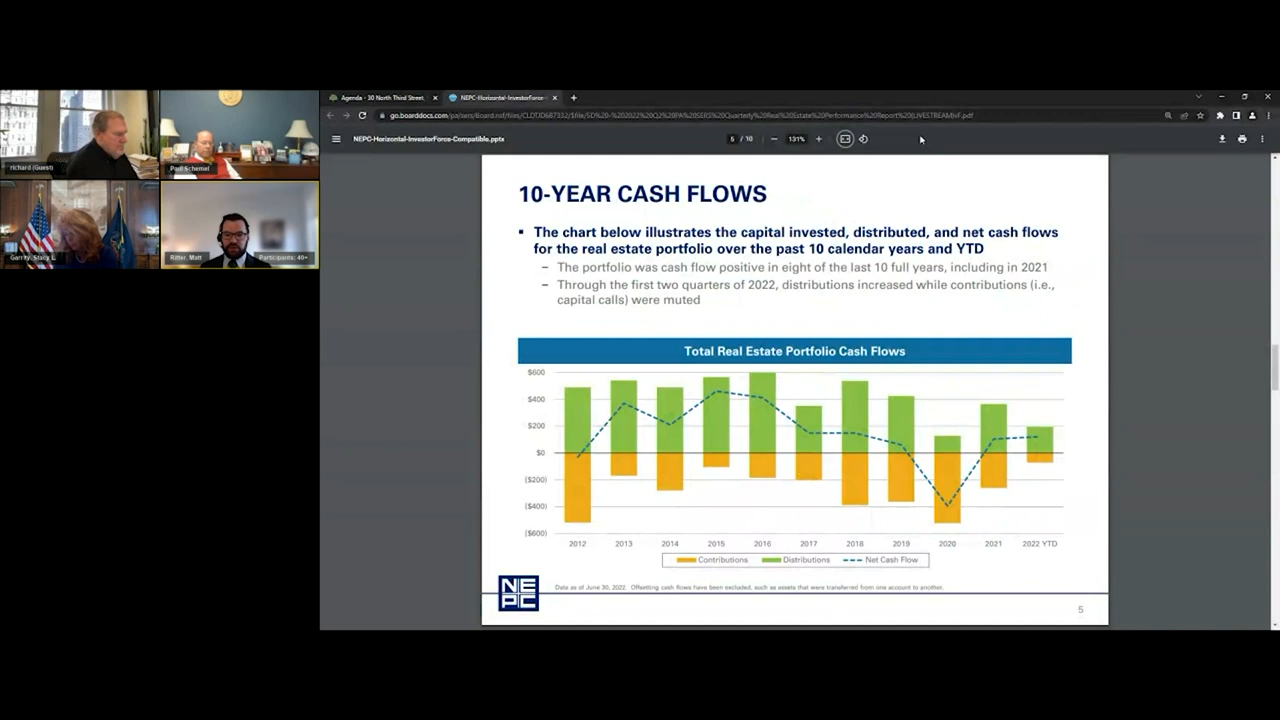 richard (Guest)
Paul Schemel
Garrity, Stacy L.
Ritter, Matt
Participants: 40+
Agenda - 30 North Third Street,
NEPC-Horizontal-InvestorForce-
NEPC-Horizontal-InvestorForce-Compatible.pptx
5 / 10
131%
10-YEAR CASH FLOWS
The chart below illustrates the capital invested, distributed, and net cash flows
for the real estate portfolio over the past 10 calendar years and YTD
– The portfolio was cash flow positive in eight of the last 10 full years, including in 2021
– Through the first two quarters of 2022, distributions increased while contributions (i.e.,
capital calls) were muted
Total Real Estate Portfolio Cash Flows
$600
$400
$200
$0
($200)
($400)
($600)
2012 2013 2014 2015 2016 2017 2018 2019 2020 2021 2022 YTD
Contributions Distributions Net Cash Flow
NE
PC
Data as of June 30, 2022. Offsetting cash flows have been excluded, such as assets that were transferred from one account to another.
5